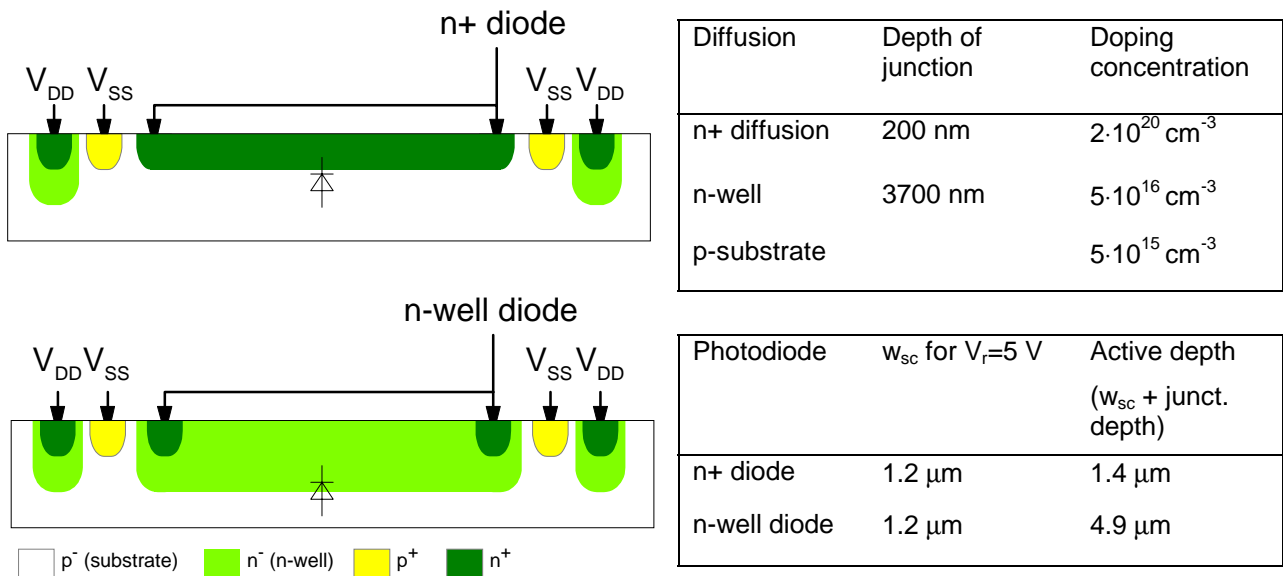 n+ diode
V_DD V_SS V_SS V_DD
n-well diode
V_DD V_SS V_SS V_DD
p^- (substrate) n^- (n-well) p^+ n^+
Diffusion Depth of junction Doping concentration
n+ diffusion 200 nm 2·10^20 cm^-3
n-well 3700 nm 5·10^16 cm^-3
p-substrate 5·10^15 cm^-3
Photodiode w_sc for V_r=5 V Active depth
(w_sc + junct. depth)
n+ diode 1.2 μm 1.4 μm
n-well diode 1.2 μm 4.9 μm